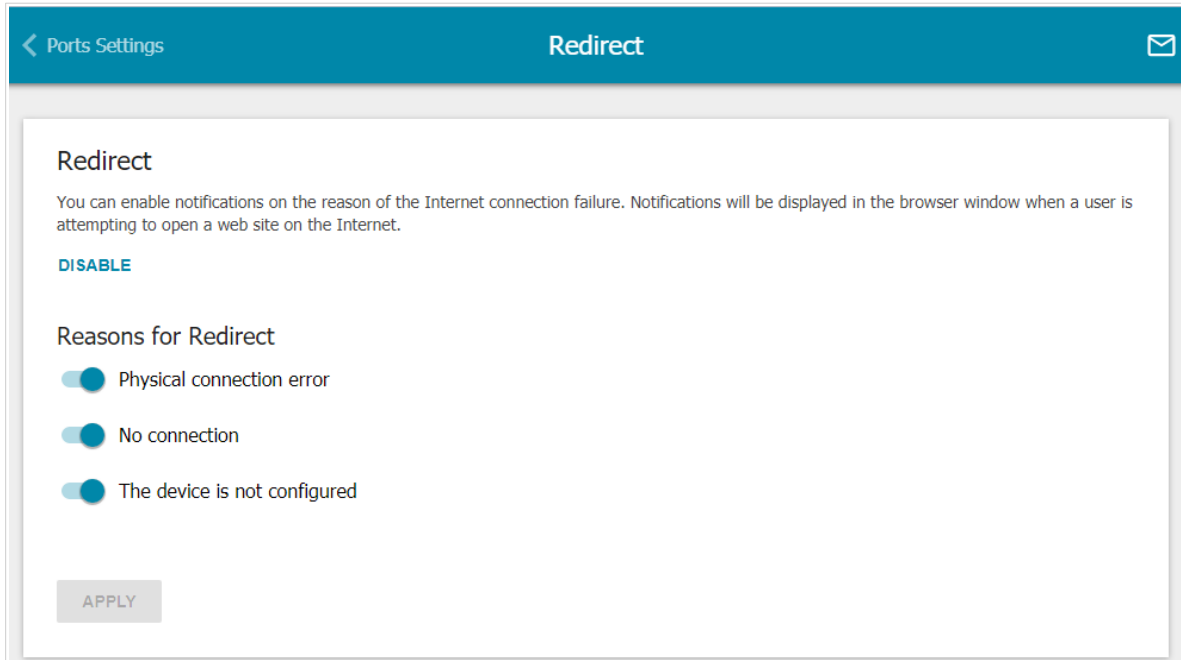 Ports Settings
Redirect
Redirect
You can enable notifications on the reason of the Internet connection failure. Notifications will be displayed in the browser window when a user is
attempting to open a web site on the Internet.
DISABLE
Reasons for Redirect
Physical connection error
No connection
The device is not configured
APPLY